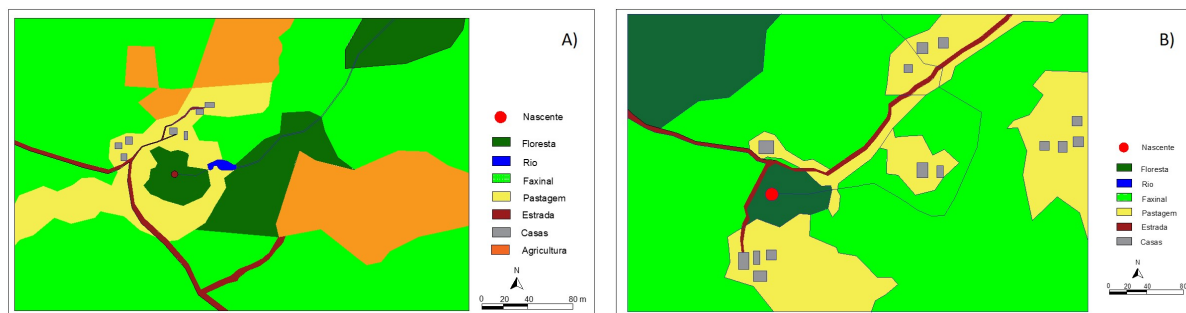 A)
Nascente
Floresta
Rio
Faxinal
Pastagem
Estrada
Casas
Agricultura
N
0 20 40 80 m
B)
Nascente
Floresta
Rio
Faxinal
Pastagem
Estrada
Casas
N
0 20 40 80